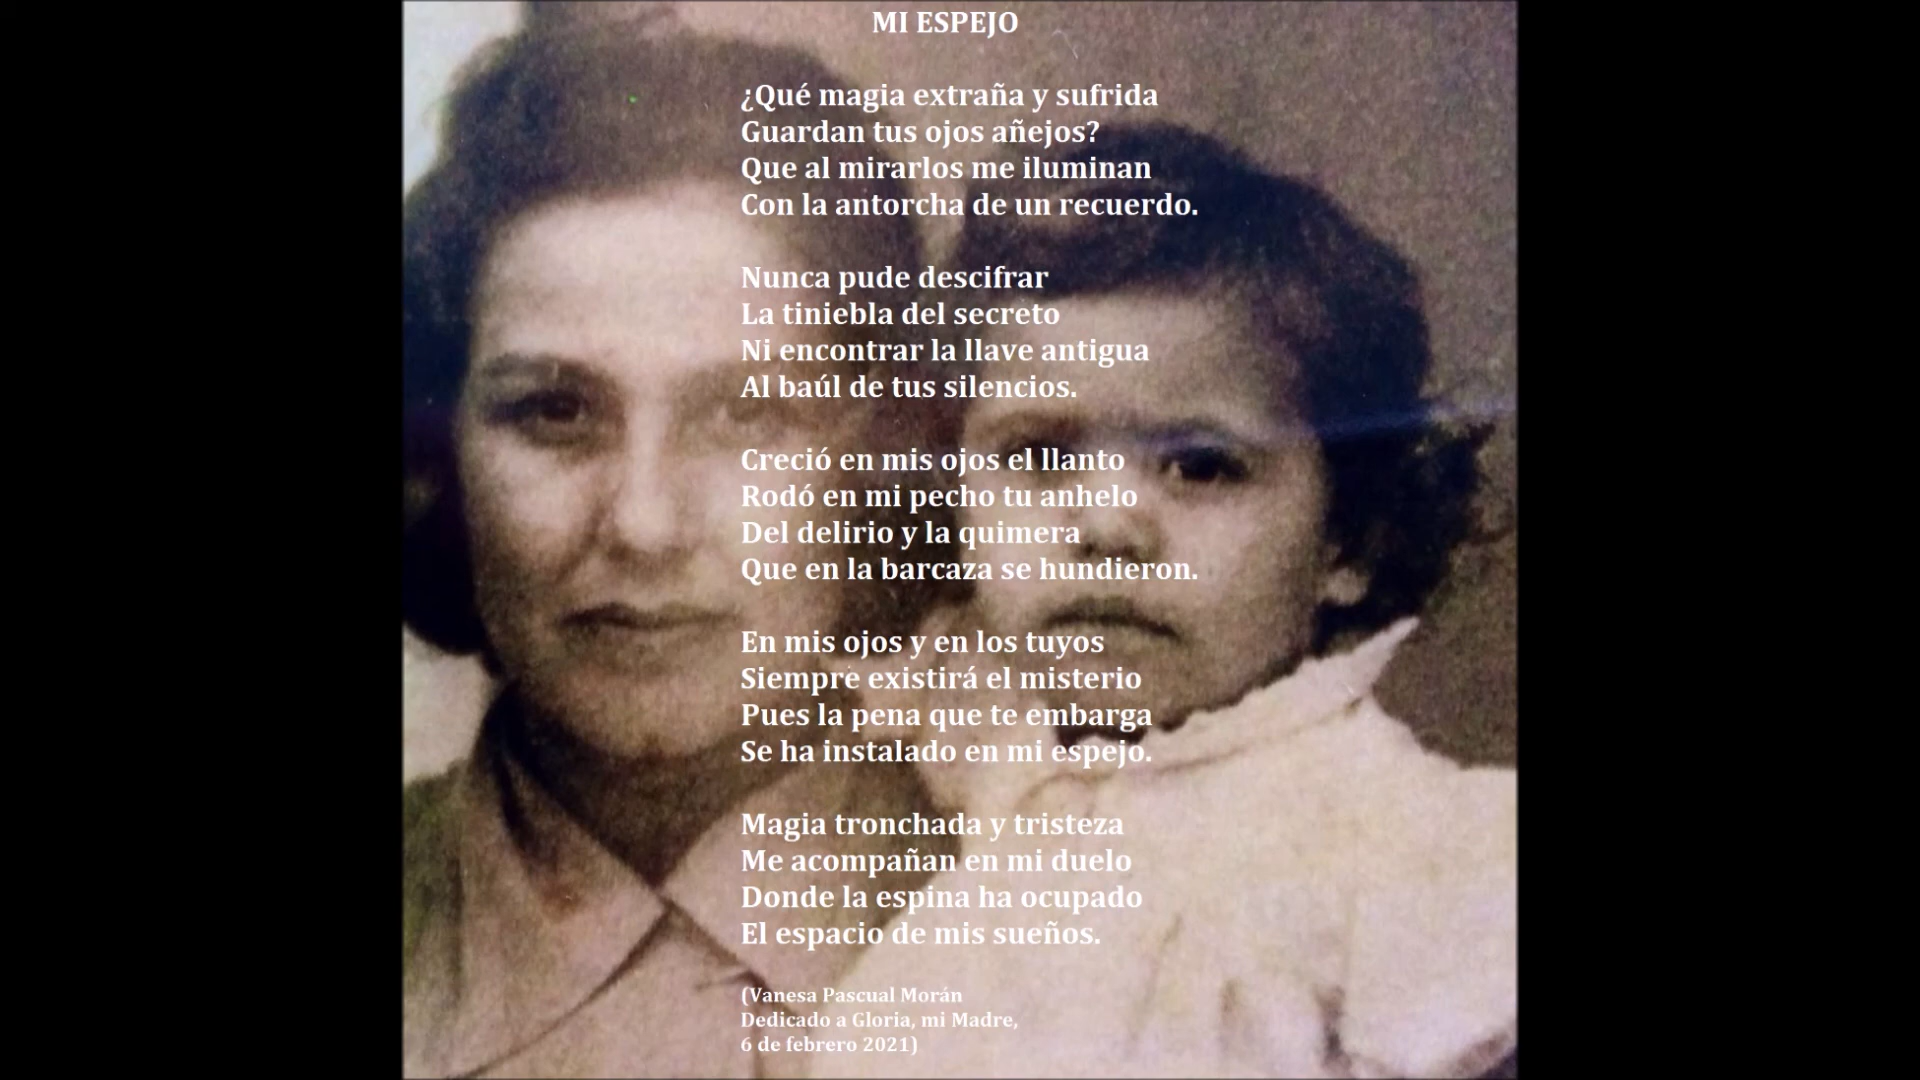 MI ESPEJO
¿Qué magia extraña y sufrida
Guardan tus ojos añejos?
Que al mirarlos me iluminan
Con la antorcha de un recuerdo.
Nunca pude descifrar
La tiniebla del secreto
Ni encontrar la llave antigua
Al baúl de tus silencios.
Creció en mis ojos el llanto
Rodó en mi pecho tu anhelo
Del delirio y la quimera
Que en la barcaza se hundieron.
En mis ojos y en los tuyos
Siempre existirá el misterio
Pues la pena que te embarga
Se ha instalado en mi espejo.
Magia tronchada y tristeza
Me acompañan en mi duelo
Donde la espina ha ocupado
El espacio de mis sueños.
(Vanesa Pascual Morán
Dedicado a Gloria, mi Madre,
6 de febrero 2021)